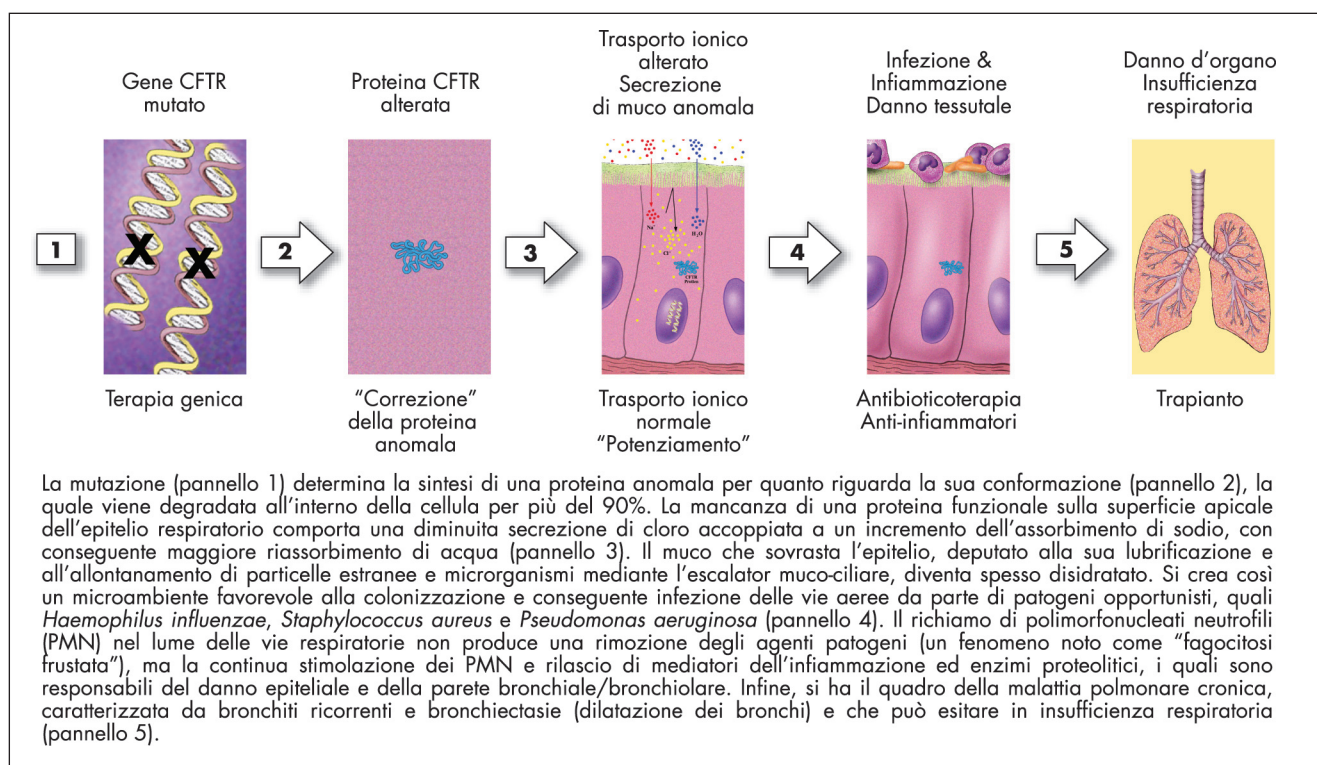 Gene CFTR
mutato
Proteina CFTR
alterata
Trasporto ionico
alterato
Secrezione
di muco anomala
Infezione &
Infiammazione
Danno tessutale
Danno d’organo
Insufficienza
respiratoria
1
2
3
4
5
Na+
H2O
Cl-
CFTR
Protien
Terapia genica
“Correzione”
della proteina
anomala
Trasporto ionico
normale
“Potenziamento”
Antibioticoterapia
Anti-infiammatori
Trapianto
La mutazione (pannello 1) determina la sintesi di una proteina anomala per quanto riguarda la sua conformazione (pannello 2), la
quale viene degradata all’interno della cellula per più del 90%. La mancanza di una proteina funzionale sulla superficie apicale
dell’epitelio respiratorio comporta una diminuita secrezione di cloro accoppiata a un incremento dell’assorbimento di sodio, con
conseguente maggiore riassorbimento di acqua (pannello 3). Il muco che sovrasta l’epitelio, deputato alla sua lubrificazione e
all’allontanamento di particelle estranee e microrganismi mediante l’escalator muco-ciliare, diventa spesso disidratato. Si crea così
un microambiente favorevole alla colonizzazione e conseguente infezione delle vie aeree da parte di patogeni opportunisti, quali
Haemophilus influenzae, Staphylococcus aureus e Pseudomonas aeruginosa (pannello 4). Il richiamo di polimorfonucleati neutrofili
(PMN) nel lume delle vie respiratorie non produce una rimozione degli agenti patogeni (un fenomeno noto come “fagocitosi
frustata”), ma la continua stimolazione dei PMN e rilascio di mediatori dell’infiammazione ed enzimi proteolitici, i quali sono
responsabili del danno epiteliale e della parete bronchiale/bronchiolare. Infine, si ha il quadro della malattia polmonare cronica,
caratterizzata da bronchiti ricorrenti e bronchiectasie (dilatazione dei bronchi) e che può esitare in insufficienza respiratoria
(pannello 5).